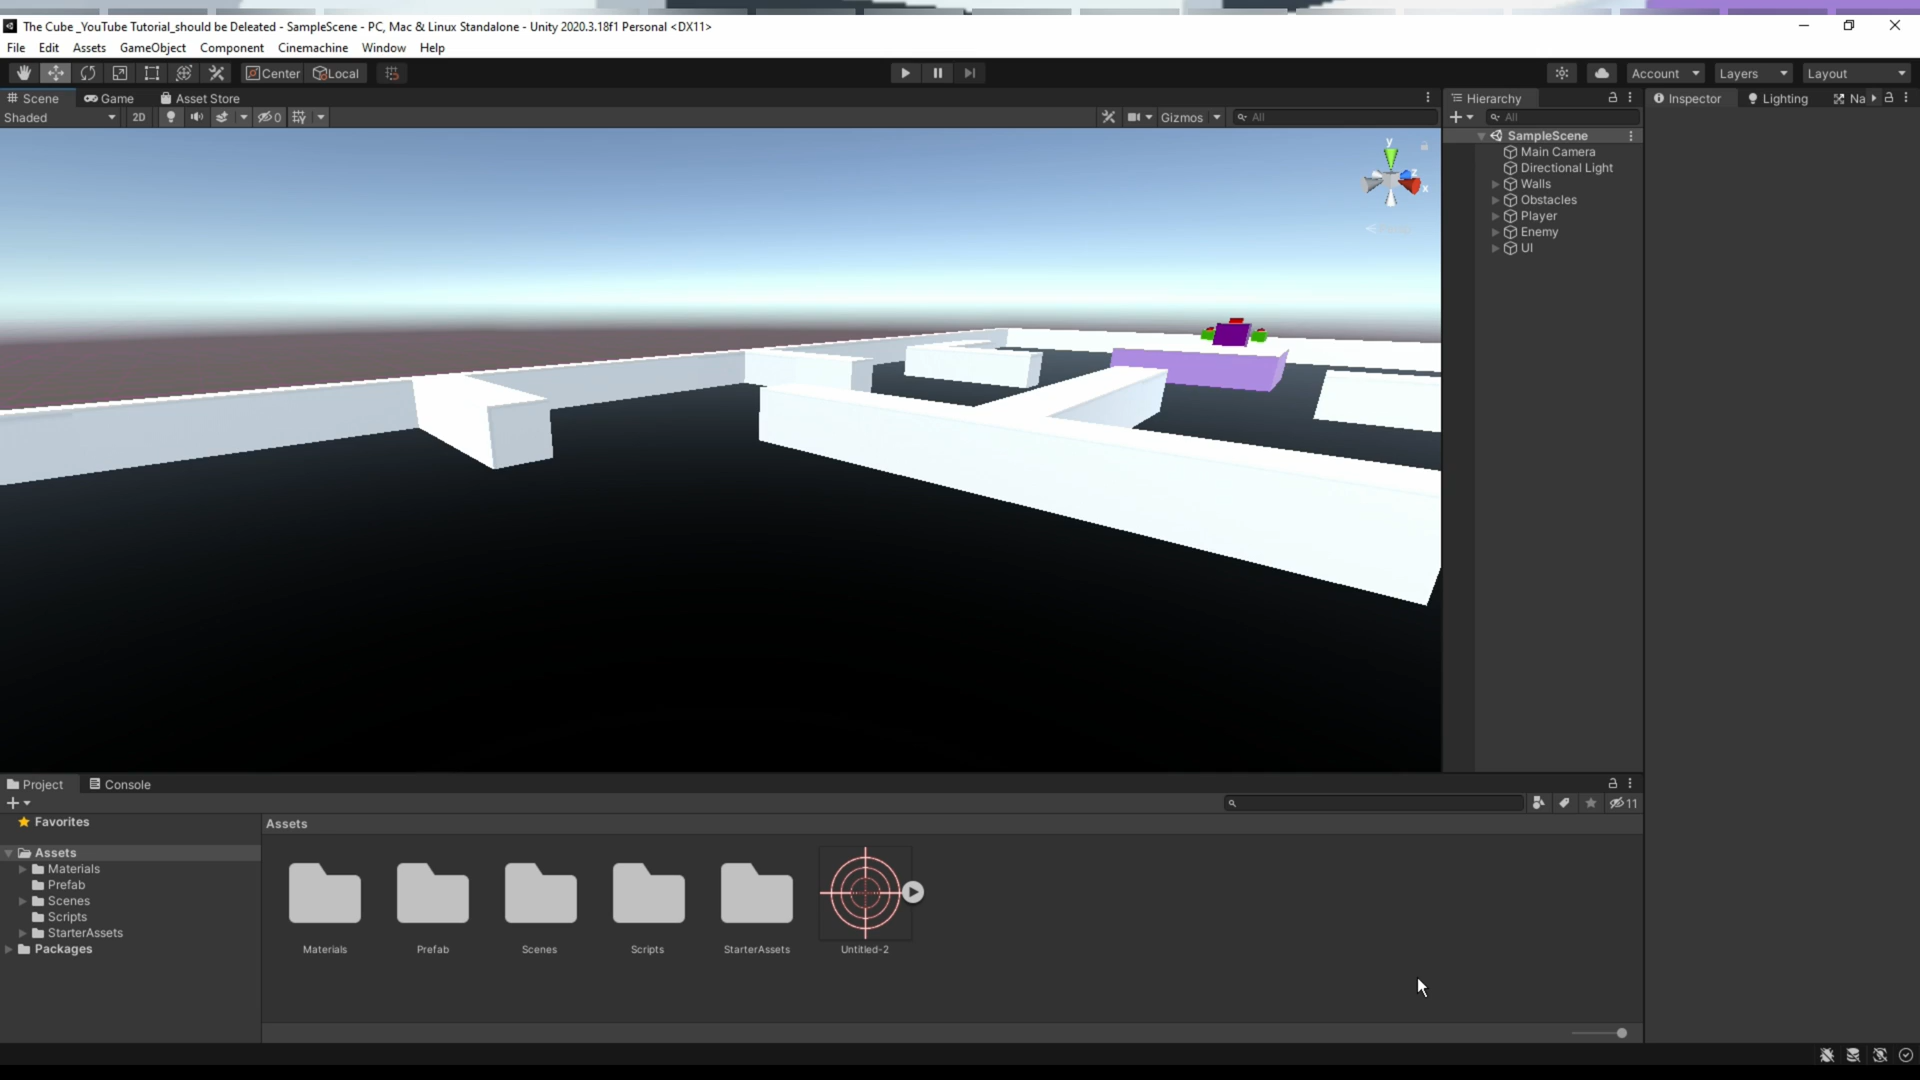 The Cube _YouTube Tutorial_should be Deleated - SampleScene - PC, Mac & Linux Standalone - Unity 2020.3.18f1 Personal <DX11>
File Edit Assets GameObject Component Cinemachine Window Help
Center Local Account Layers Layout
Scene Game Asset Store Hierarchy Inspector Lighting Na
Shaded 2D 0 Gizmos All All
SampleScene
Main Camera
Directional Light
Walls
Obstacles
Player
Enemy
UI
y
z
x
Project Console
11
Favorites
Assets
Assets
Materials
Prefab
Scenes
Scripts
StarterAssets
Packages
Materials Prefab Scenes Scripts StarterAssets Untitled-2